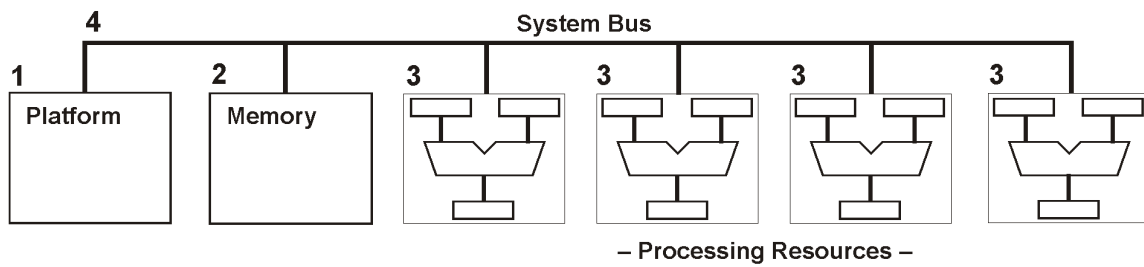 4 System Bus
1 2 3 3 3 3
Platform Memory
– Processing Resources –